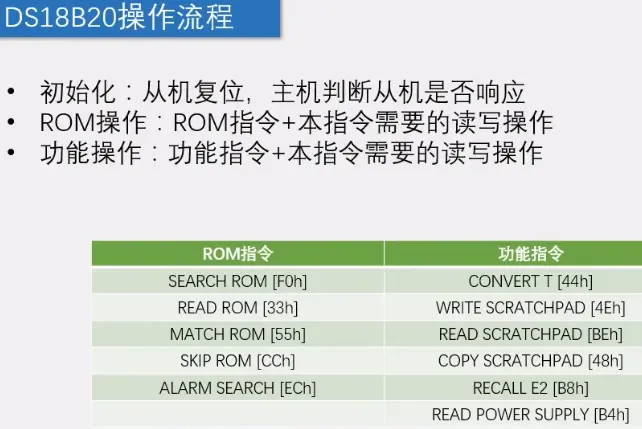 DS18B20操作流程
• 初始化：从机复位，主机判断从机是否响应
• ROM操作：ROM指令+本指令需要的读写操作
• 功能操作：功能指令+本指令需要的读写操作
ROM指令 功能指令
SEARCH ROM [F0h] CONVERT T [44h]
READ ROM [33h] WRITE SCRATCHPAD [4Eh]
MATCH ROM [55h] READ SCRATCHPAD [BEh]
SKIP ROM [CCh] COPY SCRATCHPAD [48h]
ALARM SEARCH [ECh] RECALL E2 [B8h]
READ POWER SUPPLY [B4h]